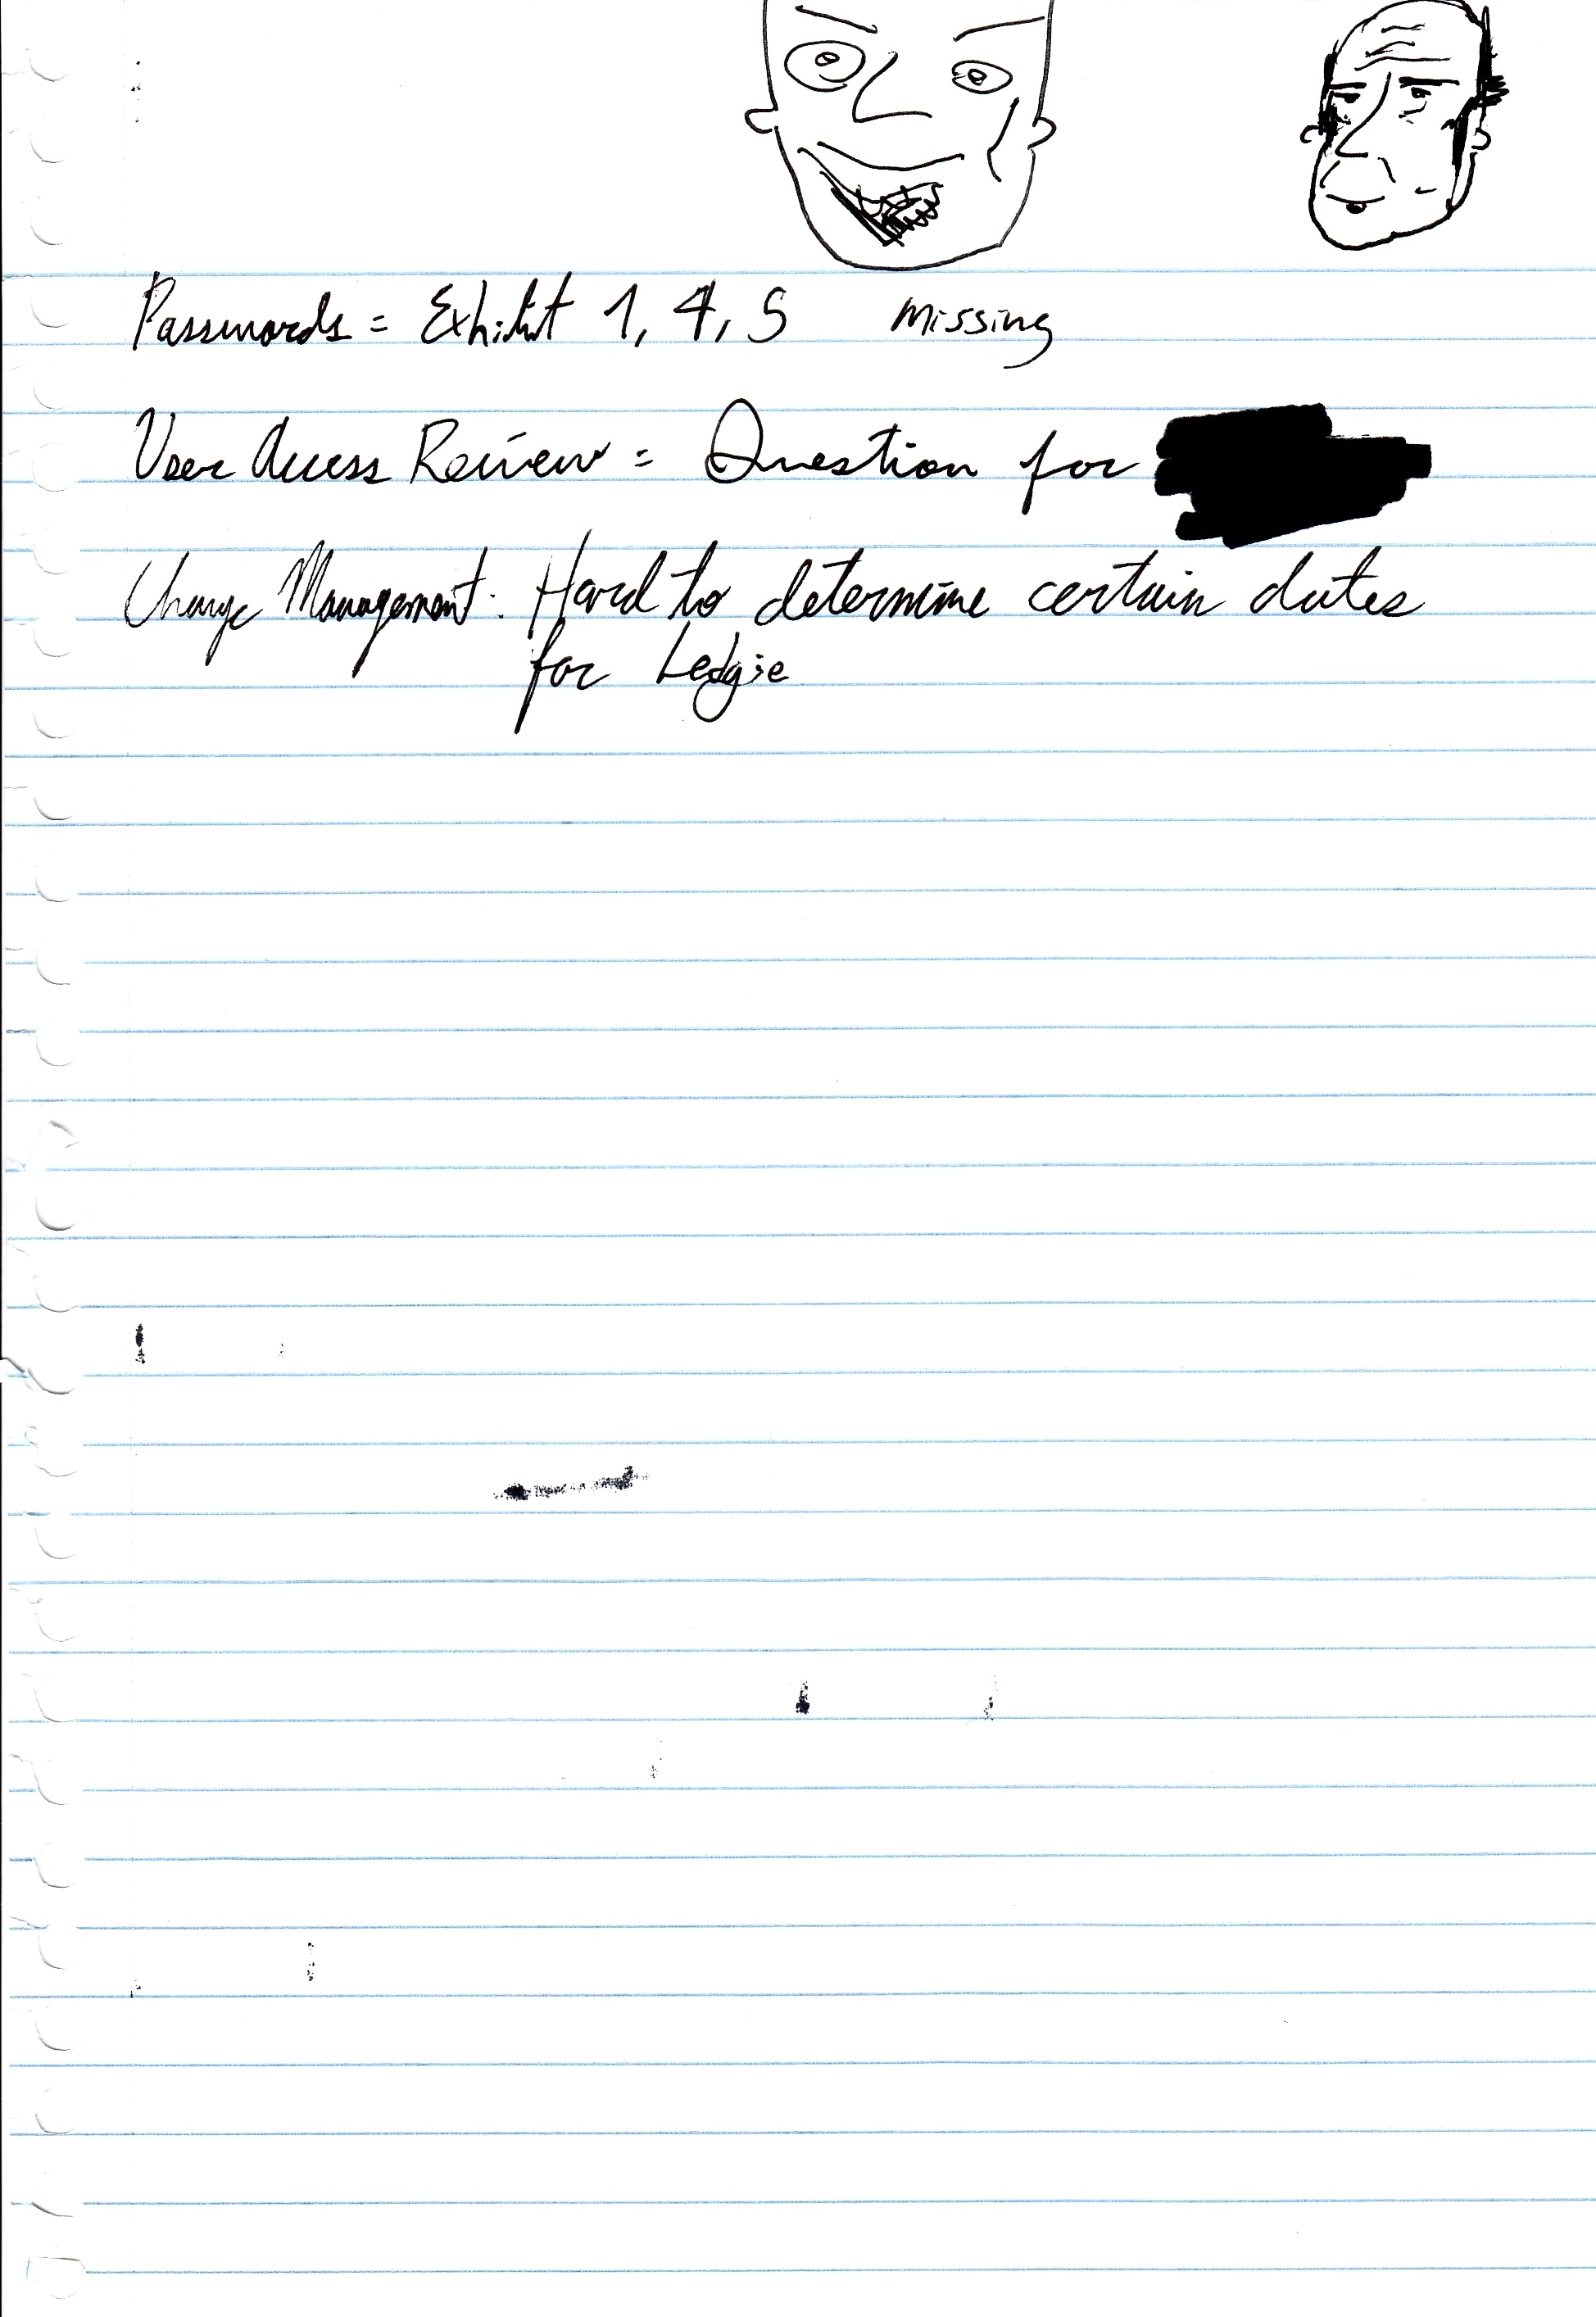 Passwords = Exhibit 1, 4, 5 missing
User Access Review = Question for
Change Management: Hard to determine certain dates
for Ledgie